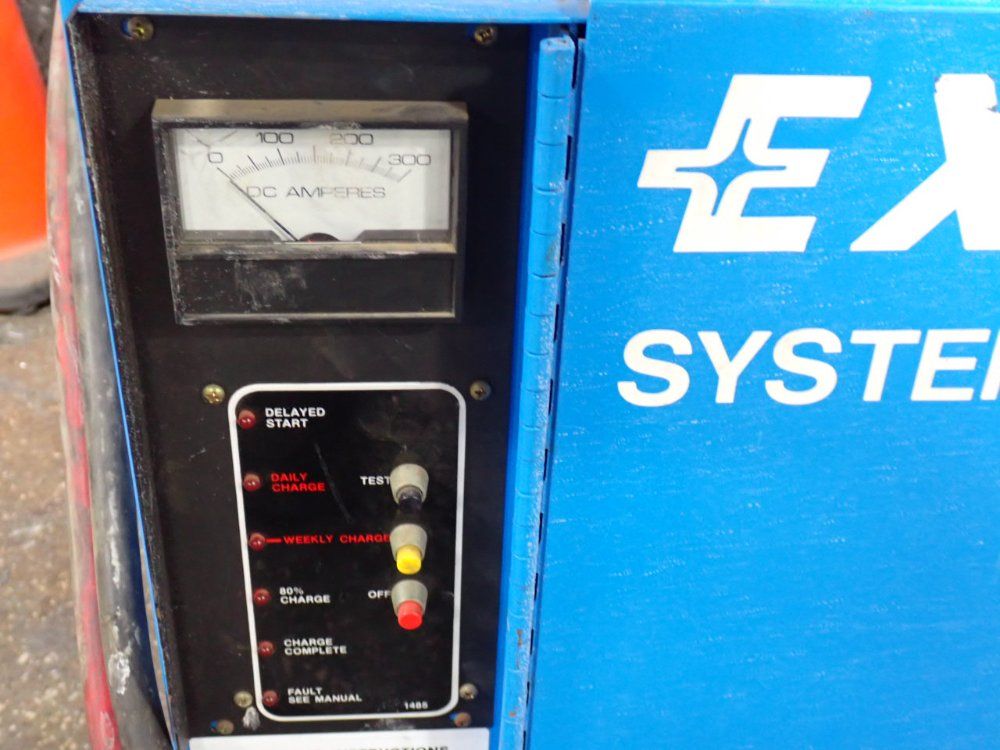 0 100 200 300
DC AMPERES
EX
SYSTE
DELAYED
START
DAILY
CHARGE
TEST
WEEKLY CHARGE
80%
CHARGE
OFF
CHARGE
COMPLETE
FAULT
SEE MANUAL
1485